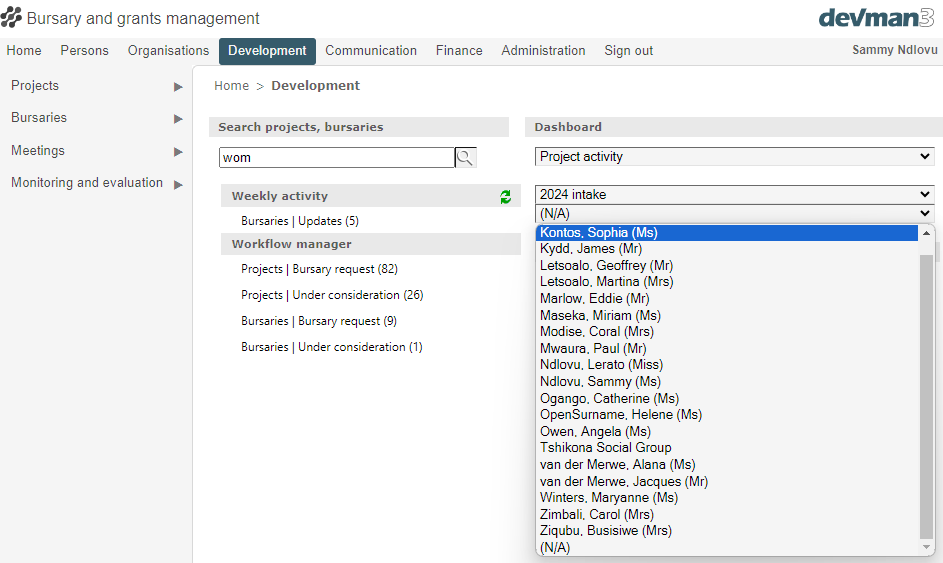 Bursary and grants management
devman3
Home Persons Organisations Development Communication Finance Administration Sign out Sammy Ndlovu
Projects
Bursaries
Meetings
Monitoring and evaluation
Home > Development
Search projects, bursaries
wom
Weekly activity
Bursaries | Updates (5)
Workflow manager
Projects | Bursary request (82)
Projects | Under consideration (26)
Bursaries | Bursary request (9)
Bursaries | Under consideration (1)
Dashboard
Project activity
2024 intake
(N/A)
Kontos, Sophia (Ms)
Kydd, James (Mr)
Letsoalo, Geoffrey (Mr)
Letsoalo, Martina (Mrs)
Marlow, Eddie (Mr)
Maseka, Miriam (Ms)
Modise, Coral (Mrs)
Mwaura, Paul (Mr)
Ndlovu, Lerato (Miss)
Ndlovu, Sammy (Ms)
Ogango, Catherine (Ms)
OpenSurname, Helene (Ms)
Owen, Angela (Ms)
Tshikona Social Group
van der Merwe, Alana (Ms)
van der Merwe, Jacques (Mr)
Winters, Maryanne (Ms)
Zimbali, Carol (Mrs)
Ziqubu, Busisiwe (Mrs)
(N/A)